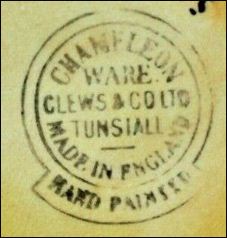 CHAMELEON
WARE
CLEWS & CO LTD
TUNSTALL
MADE IN ENGLAND
HAND PAINTED